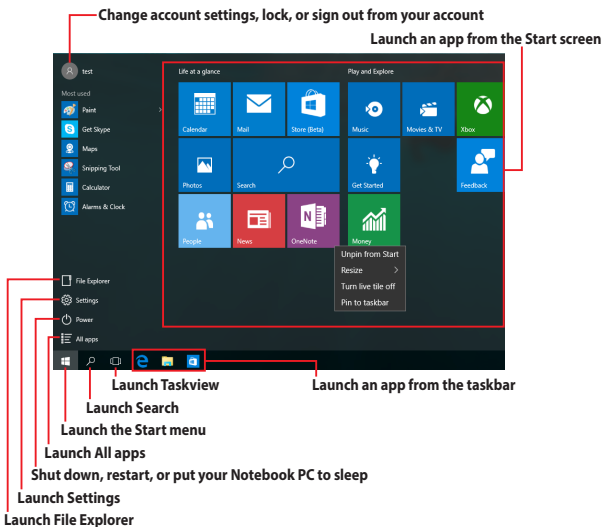 Change account settings, lock, or sign out from your account
Launch an app from the Start screen
test
Most used
Paint
Get Skype
Maps
Snipping Tool
Calculator
Alarms & Clock
File Explorer
Settings
Power
All apps
Life at a glance
Play and Explore
Calendar
Mail
Store (Beta)
Music
Movies & TV
Xbox
Photos
Search
Get Started
Feedback
People
News
OneNote
Money
Unpin from Start
Resize
Turn live tile off
Pin to taskbar
Launch Taskview
Launch an app from the taskbar
Launch Search
Launch the Start menu
Launch All apps
Shut down, restart, or put your Notebook PC to sleep
Launch Settings
Launch File Explorer